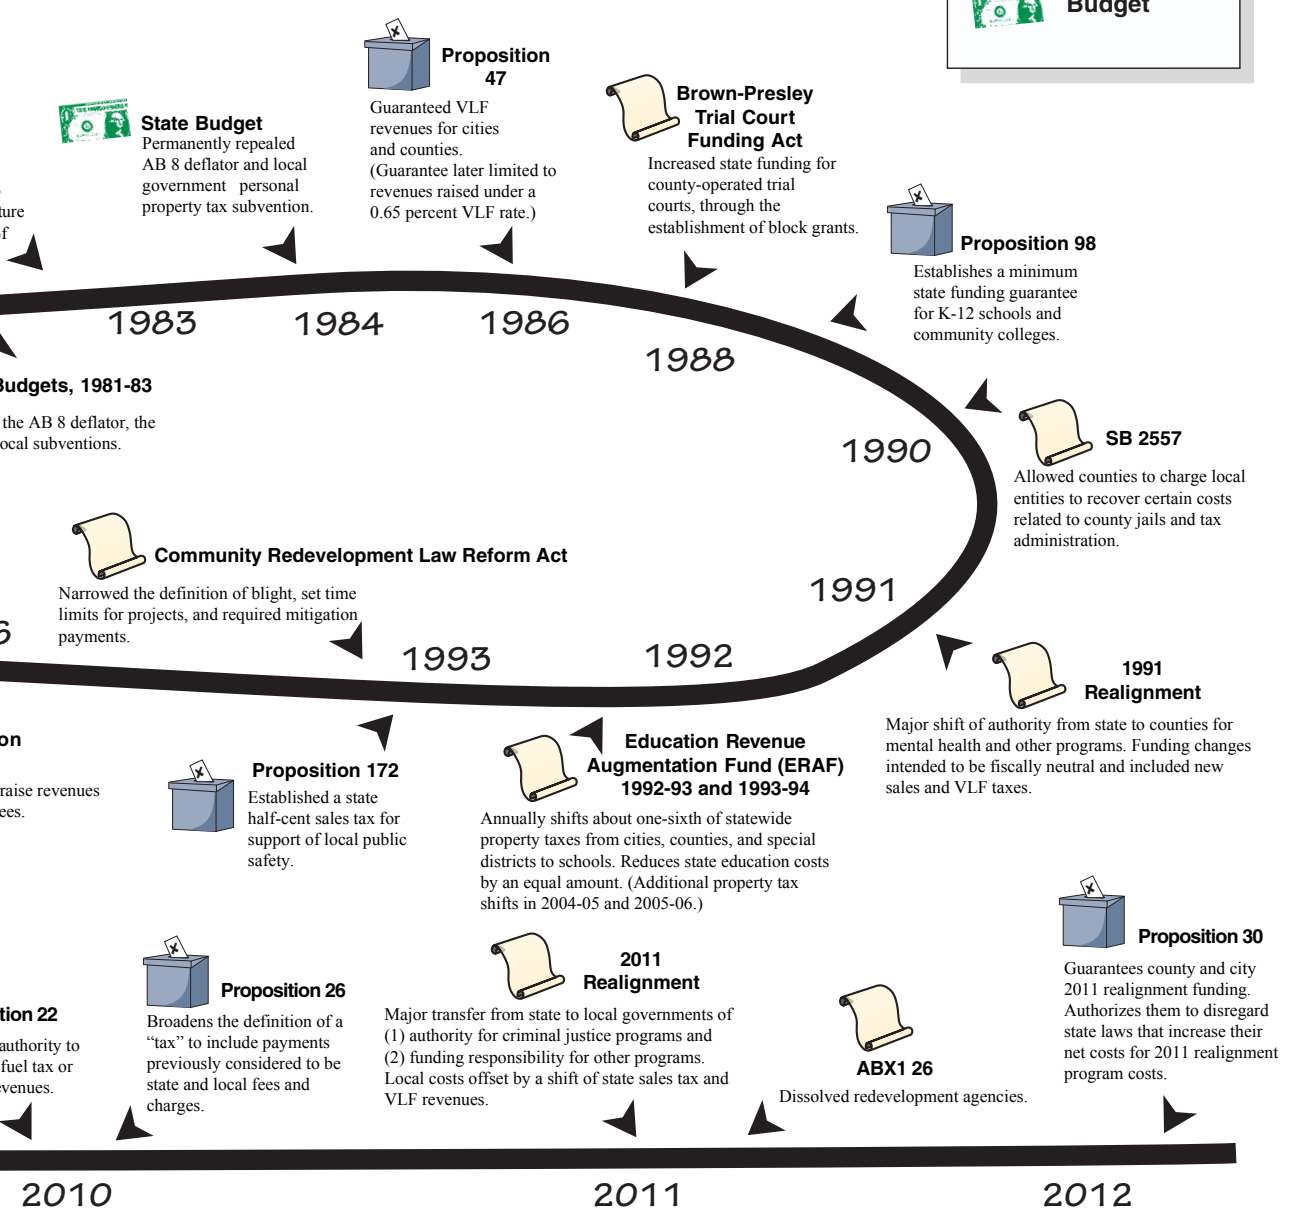 Budget
Proposition
47
Guaranteed VLF
revenues for cities
and counties.
(Guarantee later limited to
revenues raised under a
0.65 percent VLF rate.)
State Budget
Permanently repealed
AB 8 deflator and local
government personal
property tax subvention.
Brown-Presley
Trial Court
Funding Act
Increased state funding for
county-operated trial
courts, through the
establishment of block grants.
Proposition 98
Establishes a minimum
state funding guarantee
for K-12 schools and
community colleges.
ture
of
1983
1984
1986
1988
1990
1991
1992
1993
6
Budgets, 1981-83
the AB 8 deflator, the
ocal subventions.
SB 2557
Allowed counties to charge local
entities to recover certain costs
related to county jails and tax
administration.
Community Redevelopment Law Reform Act
Narrowed the definition of blight, set time
limits for projects, and required mitigation
payments.
1991
Realignment
Major shift of authority from state to counties for
mental health and other programs. Funding changes
intended to be fiscally neutral and included new
sales and VLF taxes.
on
raise revenues
ees.
Proposition 172
Established a state
half-cent sales tax for
support of local public
safety.
Education Revenue
Augmentation Fund (ERAF)
1992-93 and 1993-94
Annually shifts about one-sixth of statewide
property taxes from cities, counties, and special
districts to schools. Reduces state education costs
by an equal amount. (Additional property tax
shifts in 2004-05 and 2005-06.)
tion 22
authority to
fuel tax or
evenues.
Proposition 26
Broadens the definition of a
“tax” to include payments
previously considered to be
state and local fees and
charges.
2011
Realignment
Major transfer from state to local governments of
(1) authority for criminal justice programs and
(2) funding responsibility for other programs.
Local costs offset by a shift of state sales tax and
VLF revenues.
ABX1 26
Dissolved redevelopment agencies.
Proposition 30
Guarantees county and city
2011 realignment funding.
Authorizes them to disregard
state laws that increase their
net costs for 2011 realignment
program costs.
2010
2011
2012